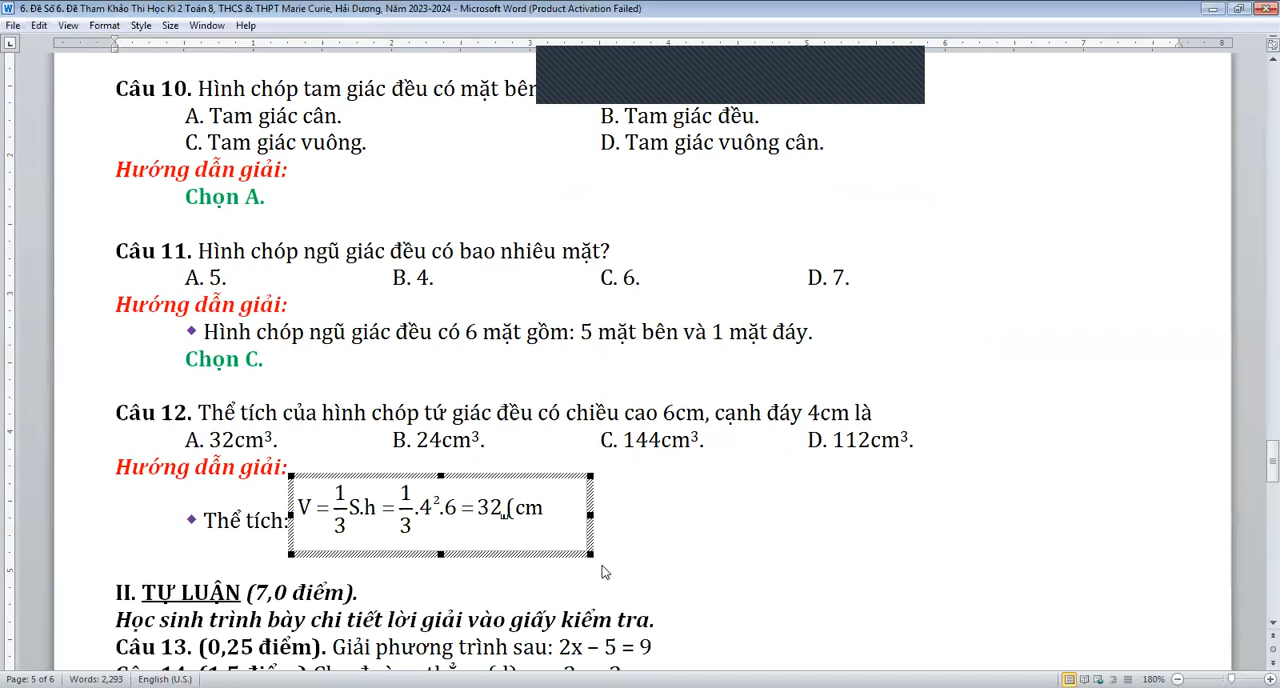 6. Đề Số 6. Đề Tham Khảo Thi Học Kì 2 Toán 8, THCS & THPT Marie Curie, Hải Dương, Năm 2023-2024 - Microsoft Word (Product Activation Failed)
File Edit View Format Style Size Window Help
1 2 3 4 5 6 7 8
Câu 10. Hình chóp tam giác đều có mặt bên
A. Tam giác cân. B. Tam giác đều.
C. Tam giác vuông. D. Tam giác vuông cân.
Hướng dẫn giải:
Chọn A.
Câu 11. Hình chóp ngũ giác đều có bao nhiêu mặt?
A. 5. B. 4. C. 6. D. 7.
Hướng dẫn giải:
Hình chóp ngũ giác đều có 6 mặt gồm: 5 mặt bên và 1 mặt đáy.
Chọn C.
Câu 12. Thể tích của hình chóp tứ giác đều có chiều cao 6cm, cạnh đáy 4cm là
A. 32cm³. B. 24cm³. C. 144cm³. D. 112cm³.
Hướng dẫn giải:
Thể tích: V = 1/3 S.h = 1/3 .4².6 = 32 (cm
II. TỰ LUẬN (7,0 điểm).
Học sinh trình bày chi tiết lời giải vào giấy kiểm tra.
Câu 13. (0,25 điểm). Giải phương trình sau: 2x – 5 = 9
Page: 5 of 6 Words: 2,293 English (U.S.) 180%